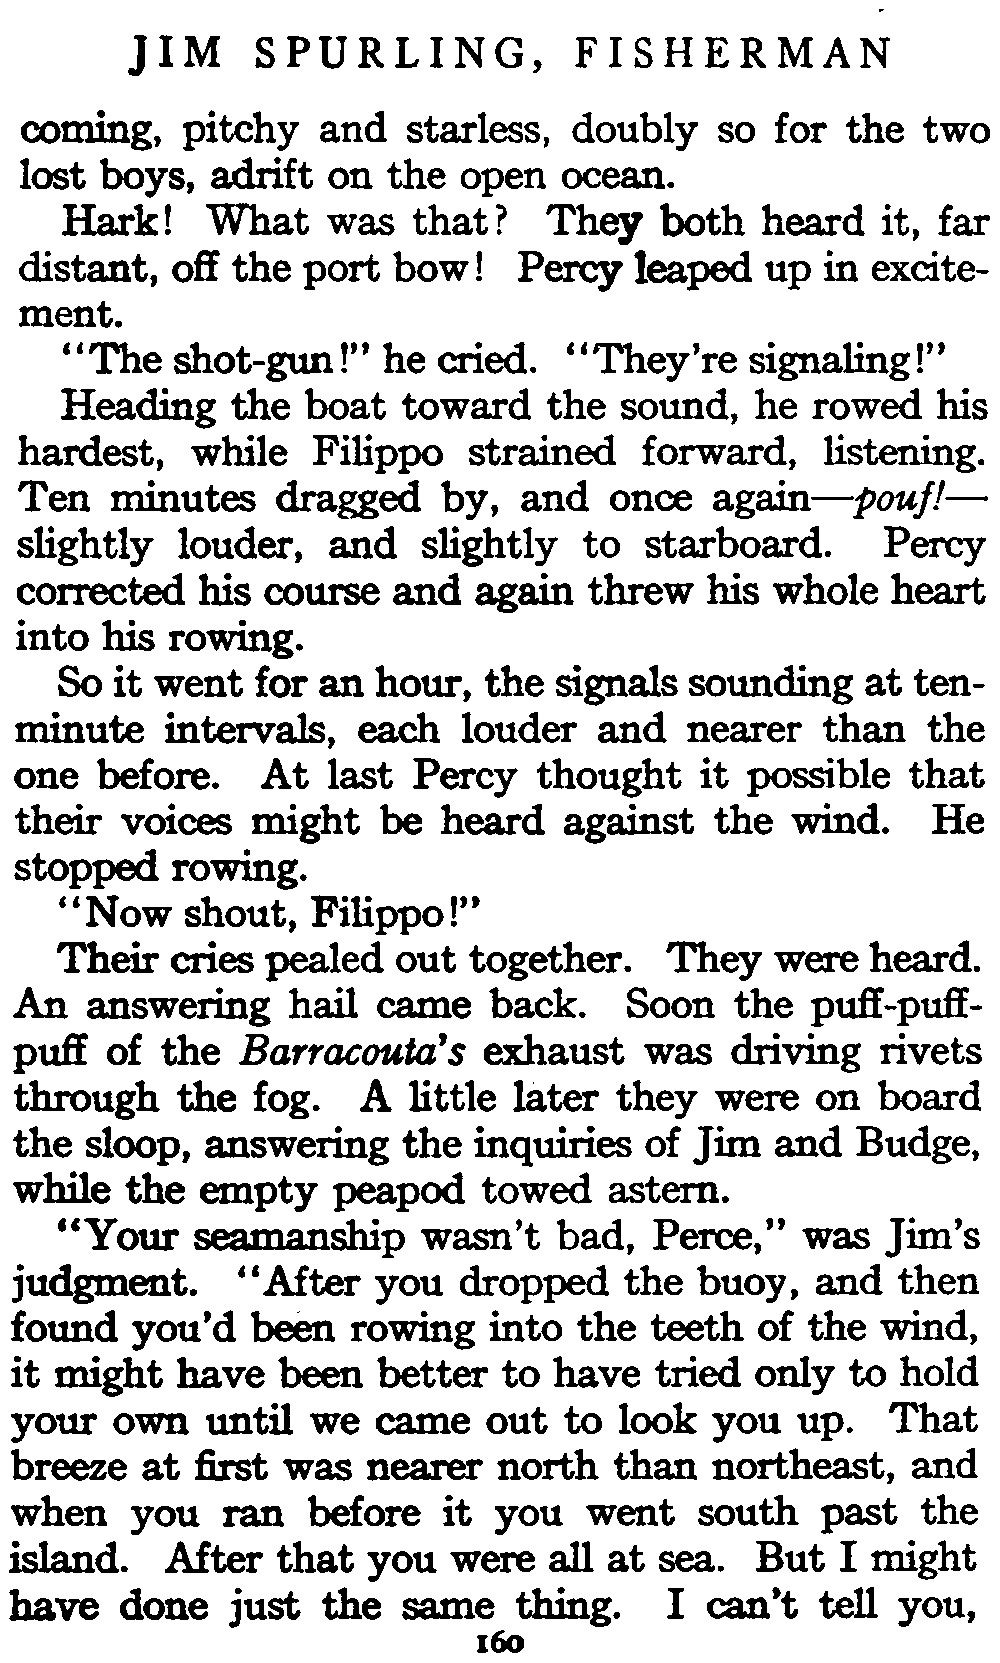 JIM SPURLING, FISHERMAN
coming, pitchy and starless, doubly so for the two
lost boys, adrift on the open ocean.
Hark! What was that? They both heard it, far
distant, off the port bow! Percy leaped up in excite-
ment.
"The shot-gun!" he cried. "They're signaling!"
Heading the boat toward the sound, he rowed his
hardest, while Filippo strained forward, listening.
Ten minutes dragged by, and once again—pouf!—
slightly louder, and slightly to starboard. Percy
corrected his course and again threw his whole heart
into his rowing.
So it went for an hour, the signals sounding at ten-
minute intervals, each louder and nearer than the
one before. At last Percy thought it possible that
their voices might be heard against the wind. He
stopped rowing.
"Now shout, Filippo!"
Their cries pealed out together. They were heard.
An answering hail came back. Soon the puff-puff-
puff of the Barracouta's exhaust was driving rivets
through the fog. A little later they were on board
the sloop, answering the inquiries of Jim and Budge,
while the empty peapod towed astern.
"Your seamanship wasn't bad, Perce," was Jim's
judgment. "After you dropped the buoy, and then
found you'd been rowing into the teeth of the wind,
it might have been better to have tried only to hold
your own until we came out to look you up. That
breeze at first was nearer north than northeast, and
when you ran before it you went south past the
island. After that you were all at sea. But I might
have done just the same thing. I can't tell you,
160